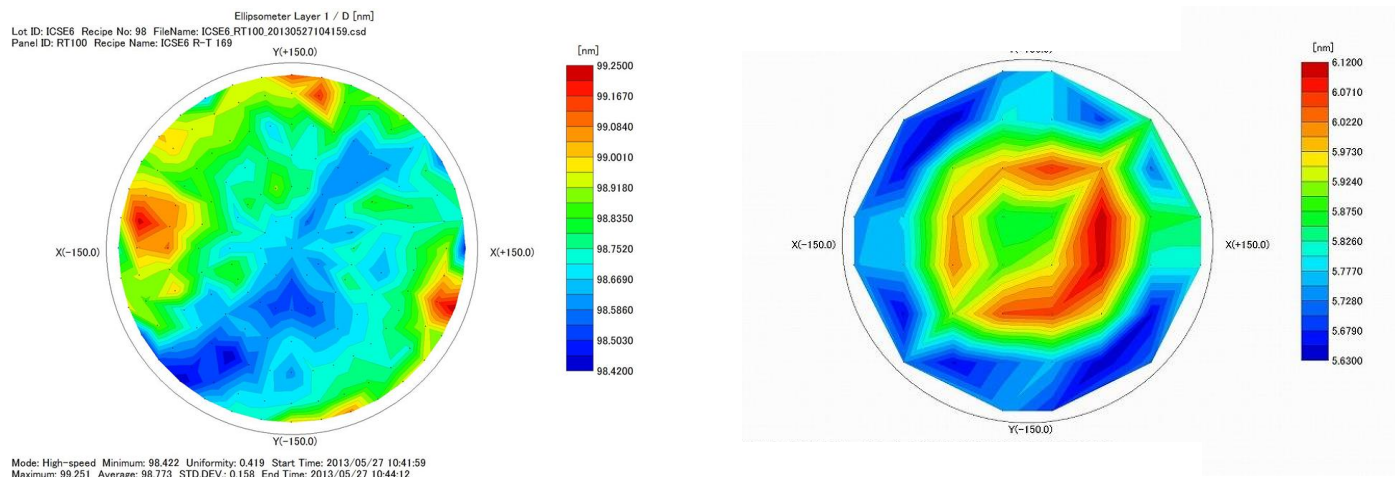 Ellipsometer Layer 1 / D [nm]
Lot ID: ICSE6 Recipe No: 98 FileName: ICSE6_RT100_20130527104159.csd
Panel ID: RT100 Recipe Name: ICSE6 R-T 169
Y(+150.0)
[nm]
99.2500
99.1670
99.0840
99.0010
98.9180
98.8350
98.7520
98.6690
98.5860
98.5030
98.4200
X(-150.0)
X(+150.0)
Y(-150.0)
Mode: High-speed Minimum: 98.422 Uniformity: 0.419 Start Time: 2013/05/27 10:41:59
Maximum: 99.251 Average: 98.773 STD.DEV.: 0.158 End Time: 2013/05/27 10:44:12
[nm]
6.1200
6.0710
6.0220
5.9730
5.9240
5.8750
5.8260
5.7770
5.7280
5.6790
5.6300
X(-150.0)
X(+150.0)
Y(-150.0)